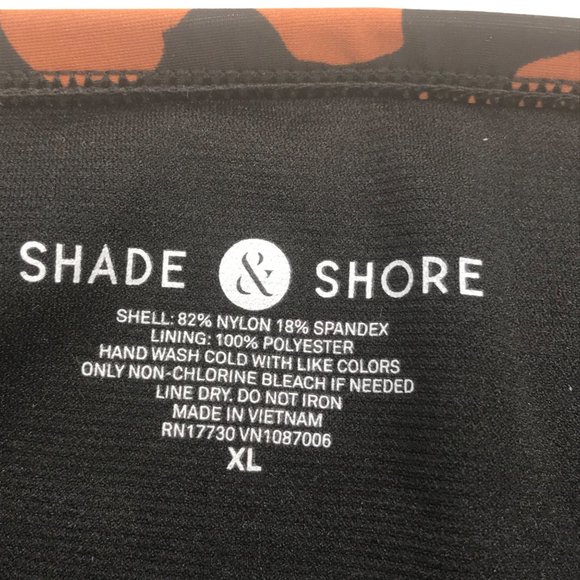 SHADE & SHORE
SHELL: 82% NYLON 18% SPANDEX
LINING: 100% POLYESTER
HAND WASH COLD WITH LIKE COLORS
ONLY NON-CHLORINE BLEACH IF NEEDED
LINE DRY. DO NOT IRON
MADE IN VIETNAM
RN17730 VN1087006
XL